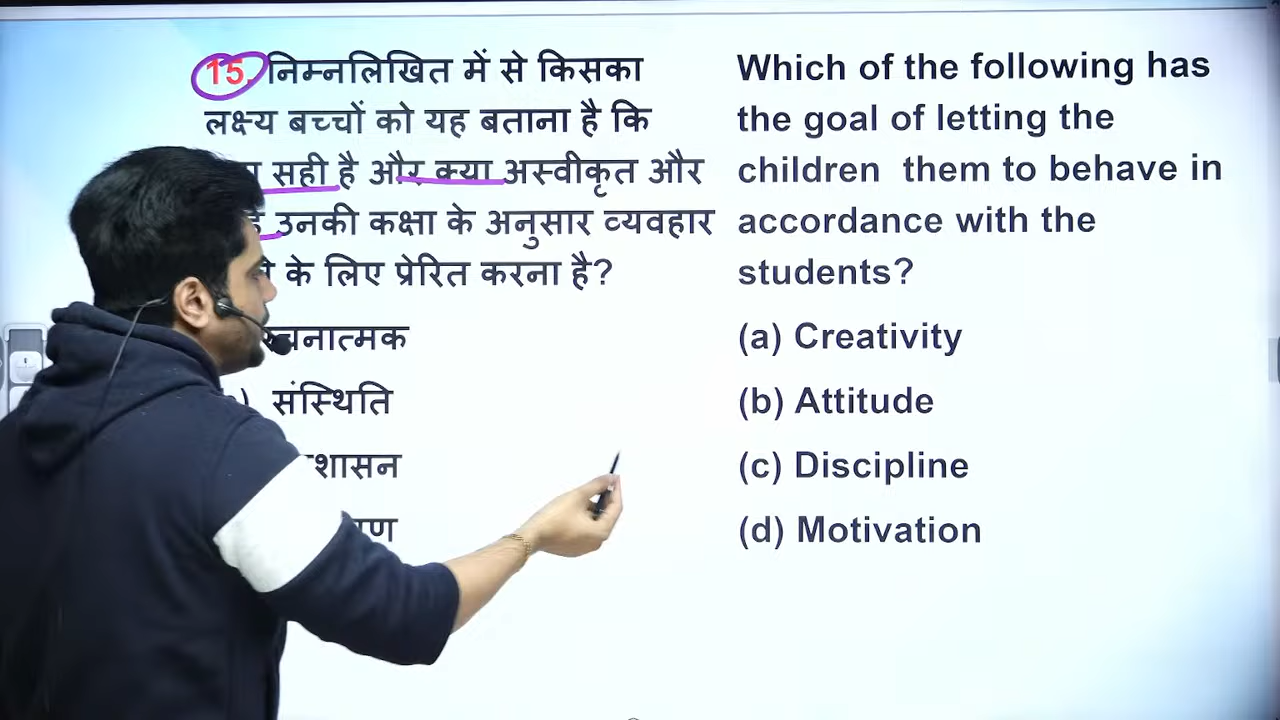 15. निम्नलिखित में से किसका
लक्ष्य बच्चों को यह बताना है कि
सही है और क्या अस्वीकृत और
उनकी कक्षा के अनुसार व्यवहार
के लिए प्रेरित करना है?
संस्थिति
Which of the following has
the goal of letting the
children them to behave in
accordance with the
students?
(a) Creativity
(b) Attitude
(c) Discipline
(d) Motivation